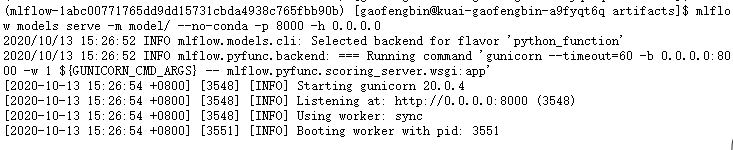 (mlflow-1abc00771765dd9dd15731cbda4938c765fbb90b) [gaofengbin@kuai-gaofengbin-a9fyqt6q artifacts]$ mlflo
w models serve -m model/ --no-conda -p 8000 -h 0.0.0.0
2020/10/13 15:26:52 INFO mlflow.models.cli: Selected backend for flavor 'python_function'
2020/10/13 15:26:52 INFO mlflow.pyfunc.backend: === Running command 'gunicorn --timeout=60 -b 0.0.0.0:80
00 -w 1 ${GUNICORN_CMD_ARGS} -- mlflow.pyfunc.scoring_server.wsgi:app'
[2020-10-13 15:26:54 +0800] [3548] [INFO] Starting gunicorn 20.0.4
[2020-10-13 15:26:54 +0800] [3548] [INFO] Listening at: http://0.0.0.0:8000 (3548)
[2020-10-13 15:26:54 +0800] [3548] [INFO] Using worker: sync
[2020-10-13 15:26:54 +0800] [3551] [INFO] Booting worker with pid: 3551